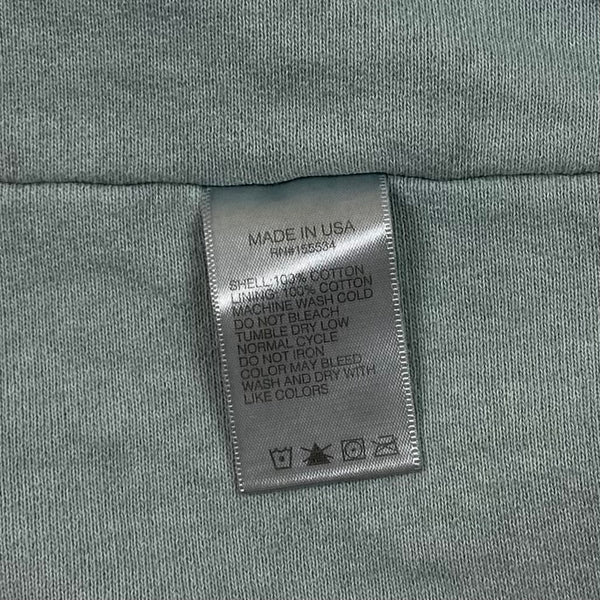 MADE IN USA
RN#155534
SHELL: 100% COTTON
LINING: 100% COTTON
MACHINE WASH COLD
DO NOT BLEACH
TUMBLE DRY LOW
NORMAL CYCLE
DO NOT IRON
COLOR MAY BLEED
WASH AND DRY WITH
LIKE COLORS